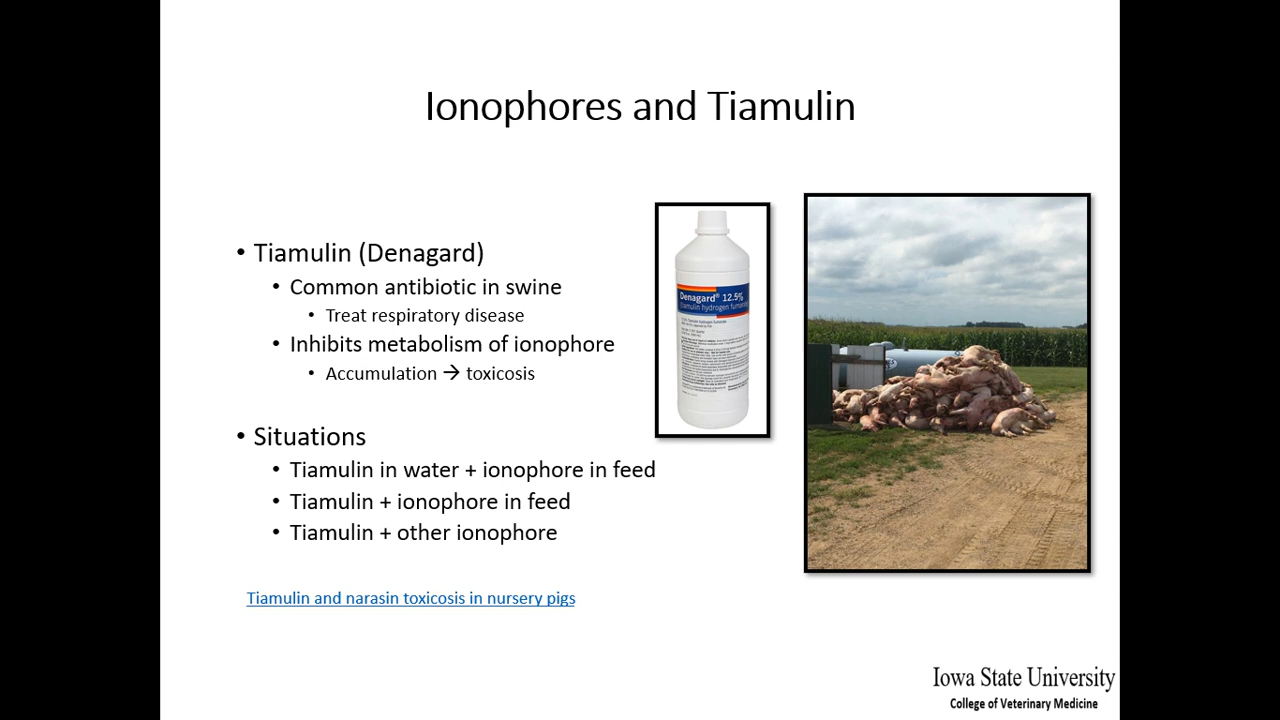 Ionophores and Tiamulin
• Tiamulin (Denagard)
• Common antibiotic in swine
• Treat respiratory disease
• Inhibits metabolism of ionophore
• Accumulation → toxicosis
• Situations
• Tiamulin in water + ionophore in feed
• Tiamulin + ionophore in feed
• Tiamulin + other ionophore
Tiamulin and narasin toxicosis in nursery pigs
Denagard® 12.5%
(tiamulin hydrogen
Iowa State University
College of Veterinary Medicine